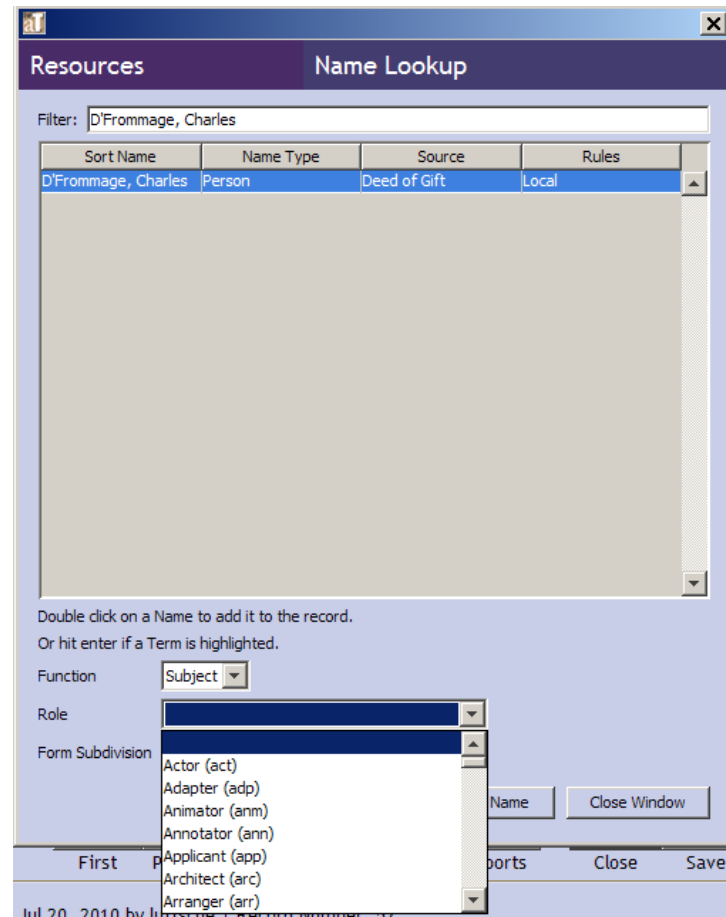 aT
Resources Name Lookup
Filter: D'Frommage, Charles
Sort Name Name Type Source Rules
D'Frommage, Charles Person Deed of Gift Local
Double click on a Name to add it to the record.
Or hit enter if a Term is highlighted.
Function Subject
Role
Form Subdivision
Actor (act)
Adapter (adp)
Animator (anm)
Annotator (ann)
Applicant (app)
Architect (arc)
Arranger (arr)
Name Close Window
First P ports Close Save
Jul 20, 2010 by